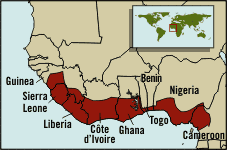 Guinea
Sierra
Leone
Liberia
Côte
d'Ivoire
Ghana
Togo
Benin
Nigeria
Cameroon